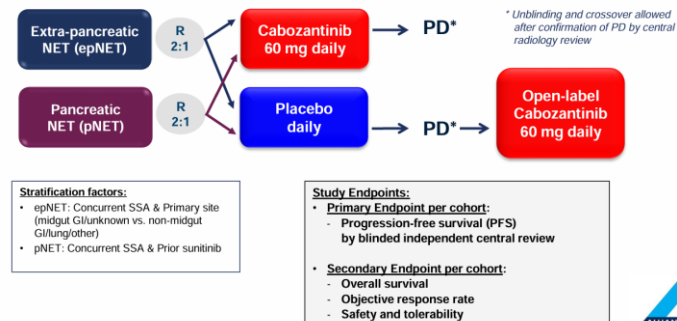 Extra-pancreatic
NET (epNET)
R
2:1
Cabozantinib
60 mg daily
PD*
* Unblinding and crossover allowed
after confirmation of PD by central
radiology review
Pancreatic
NET (pNET)
R
2:1
Placebo
daily
PD*
Open-label
Cabozantinib
60 mg daily
Stratification factors:
• epNET: Concurrent SSA & Primary site
(midgut GI/unknown vs. non-midgut
GI/lung/other)
• pNET: Concurrent SSA & Prior sunitinib
Study Endpoints:
• Primary Endpoint per cohort:
- Progression-free survival (PFS)
by blinded independent central review
• Secondary Endpoint per cohort:
- Overall survival
- Objective response rate
- Safety and tolerability